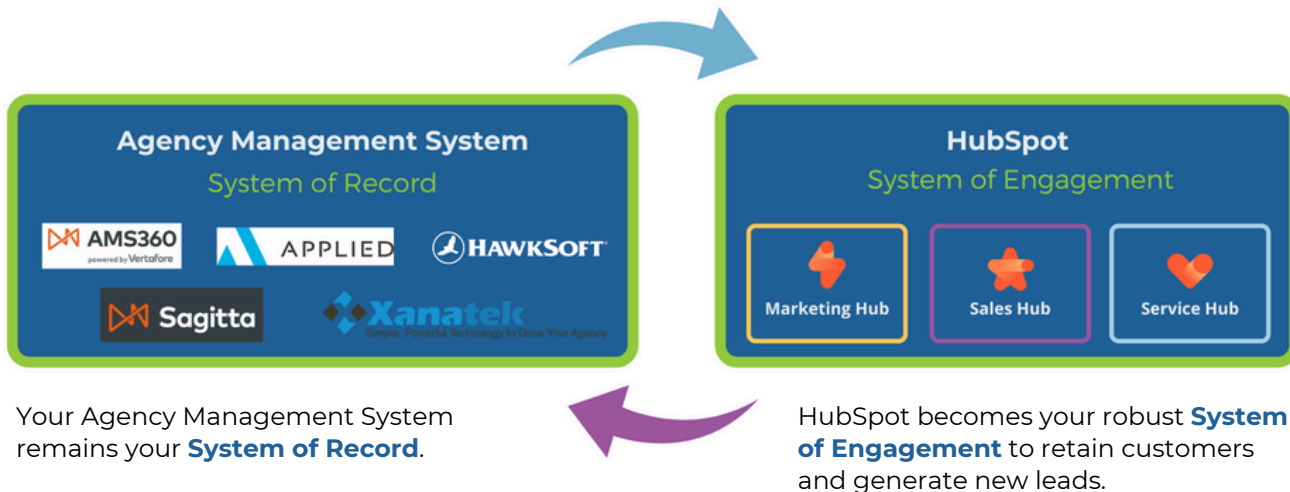 Agency Management System
System of Record
AMS360
powered by Vertafore
APPLIED
HAWKSOFT
Sagitta
Xanatek
Simple, Powerful Technology to Grow Your Agency
Your Agency Management System
remains your System of Record.
HubSpot
System of Engagement
Marketing Hub
Sales Hub
Service Hub
HubSpot becomes your robust System
of Engagement to retain customers
and generate new leads.